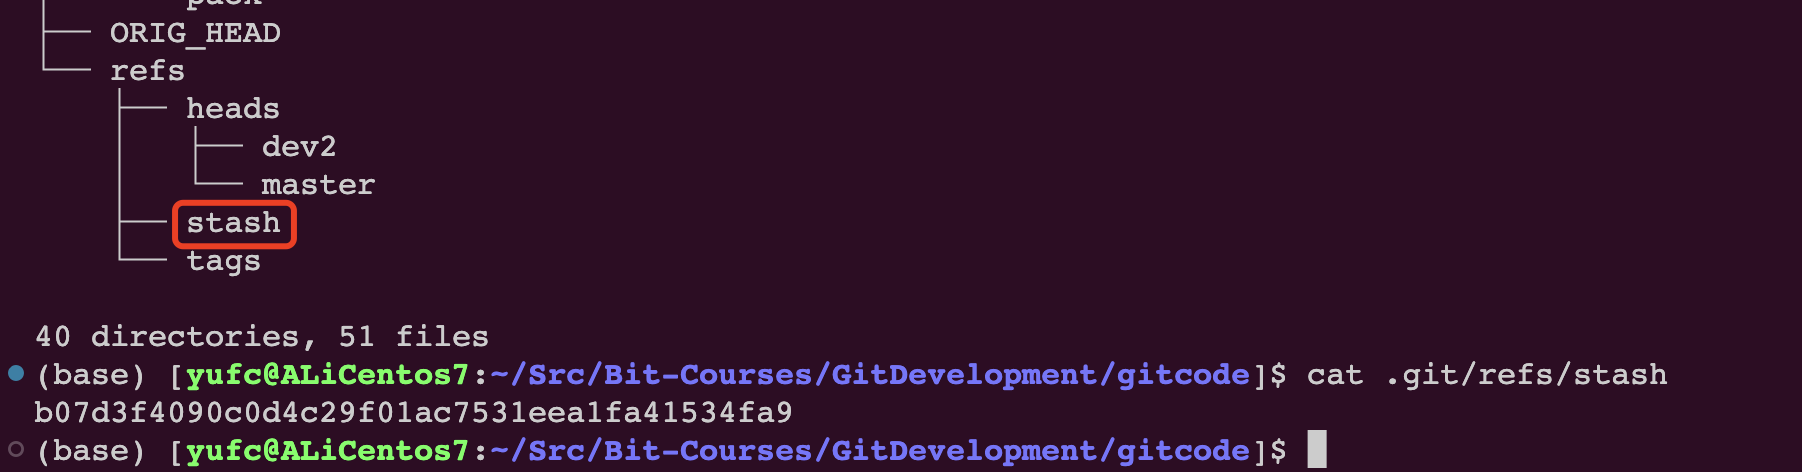 ORIG_HEAD
refs
heads
dev2
master
stash
tags
40 directories, 51 files
(base) [yufc@ALiCentos7:~/Src/Bit-Courses/GitDevelopment/gitcode]$ cat .git/refs/stash
b07d3f4090c0d4c29f01ac7531eea1fa41534fa9
(base) [yufc@ALiCentos7:~/Src/Bit-Courses/GitDevelopment/gitcode]$